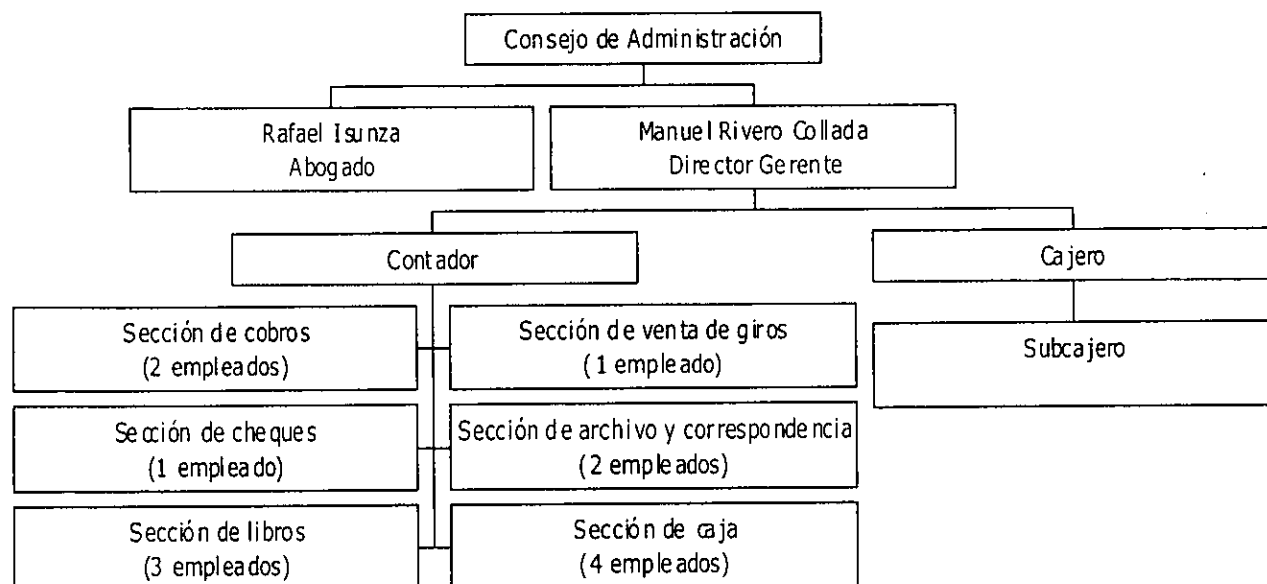 Consejo de Administración
Rafael Isunza
Abogado
Manuel Rivero Collada
Director Gerente
Contador
Cajero
Sección de cobros
(2 empleados)
Sección de venta de giros
(1 empleado)
Subcajero
Sección de cheques
(1 empleado)
Sección de archivo y correspondencia
(2 empleados)
Sección de libros
(3 empleados)
Sección de caja
(4 empleados)